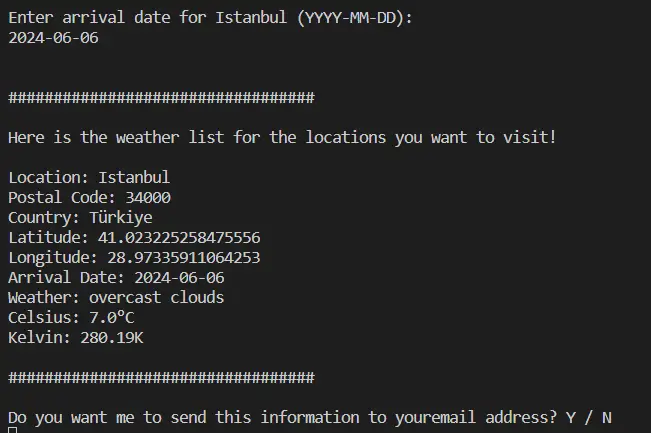 Enter arrival date for Istanbul (YYYY-MM-DD):
2024-06-06
##################################
Here is the weather list for the locations you want to visit!
Location: Istanbul
Postal Code: 34000
Country: Türkiye
Latitude: 41.023225258475556
Longitude: 28.97335911064253
Arrival Date: 2024-06-06
Weather: overcast clouds
Celsius: 7.0°C
Kelvin: 280.19K
##################################
Do you want me to send this information to youremail address? Y / N